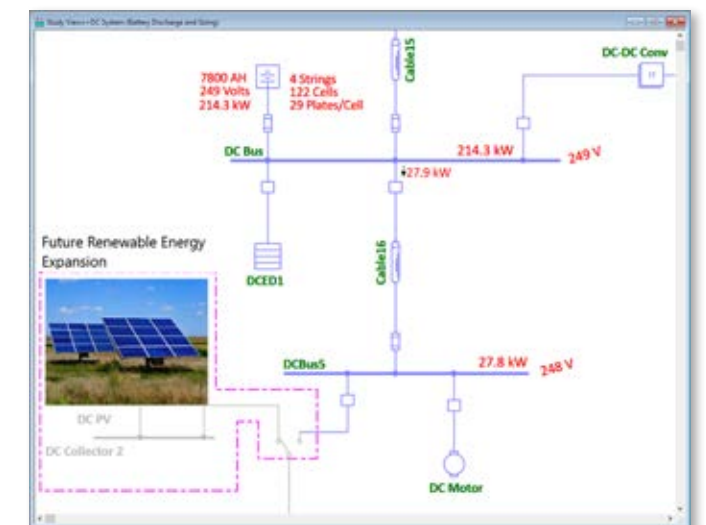 Study View - DC System (Battery Discharge and Sizing)
Cable15
DC-DC Conv
7800 AH
249 Volts
214.3 kW
4 Strings
122 Cells
29 Plates/Cell
DC Bus
214.3 kW
249 V
27.9 kW
Future Renewable Energy
Expansion
DCED1
Cable16
DCBus5
27.8 kW
248 V
DC PV
DC Collector 2
DC Motor